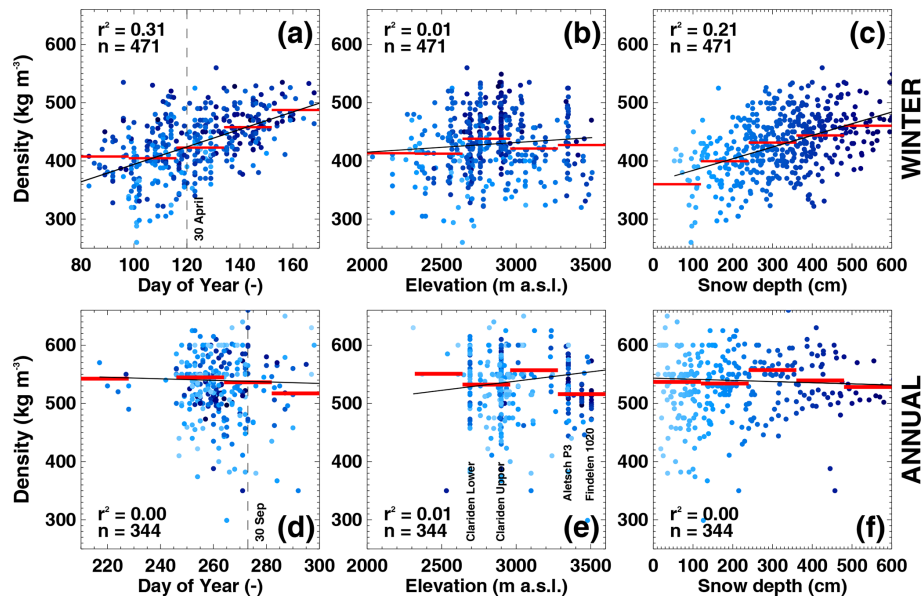 r² = 0.31
n = 471
(a)
30 April
600
500
400
300
Density (kg m⁻³)
80 100 120 140 160
Day of Year (-)
r² = 0.01
n = 471
(b)
2000 2500 3000 3500
Elevation (m a.s.l.)
r² = 0.21
n = 471
(c)
0 100 200 300 400 500 600
Snow depth (cm)
WINTER
600
500
400
300
Density (kg m⁻³)
r² = 0.00
n = 344
(d)
30 Sep
220 240 260 280 300
Day of Year (-)
r² = 0.01
n = 344
(e)
Clariden Lower
Clariden Upper
Aletsch P3
Findelen 1020
2000 2500 3000 3500
Elevation (m a.s.l.)
r² = 0.00
n = 344
(f)
0 100 200 300 400 500 600
Snow depth (cm)
ANNUAL